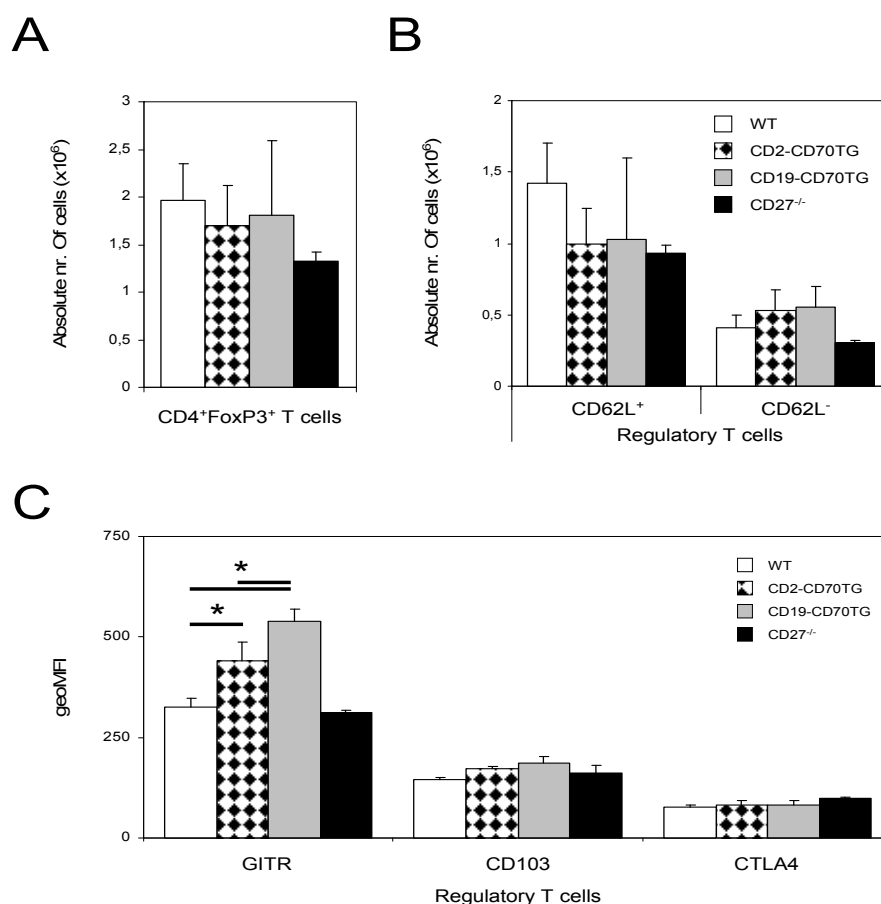 A
Absolute nr. Of cells (x10⁶)
3
2,5
2
1,5
1
0,5
0
CD4⁺FoxP3⁺ T cells
B
Absolute nr. Of cells (x10⁶)
2
1,5
1
0,5
0
WT
CD2-CD70TG
CD19-CD70TG
CD27⁻/⁻
CD62L⁺ CD62L⁻
Regulatory T cells
C
geoMFI
750
500
250
0
* *
WT
CD2-CD70TG
CD19-CD70TG
CD27⁻/⁻
GITR CD103 CTLA4
Regulatory T cells